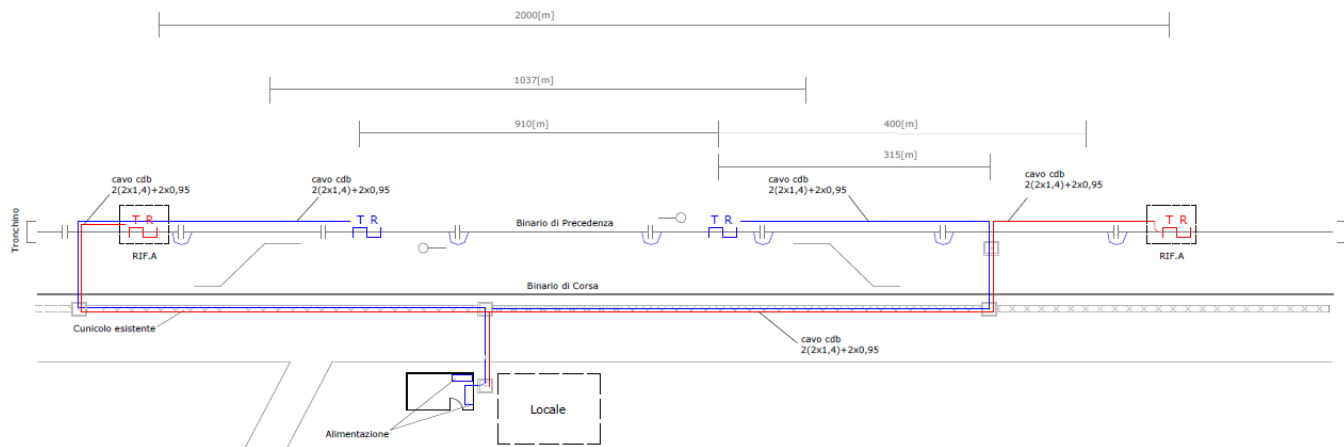 2000[m]
1037[m]
910[m]
400[m]
315[m]
cavo cdb
2(2x1,4)+2x0,95
cavo cdb
2(2x1,4)+2x0,95
cavo cdb
2(2x1,4)+2x0,95
cavo cdb
2(2x1,4)+2x0,95
Tronchino
T R
T R
Binario di Precedenza
T R
T R
RIF.A
RIF.A
Binario di Corsa
Cunicolo esistente
cavo cdb
2(2x1,4)+2x0,95
Locale
Alimentazione